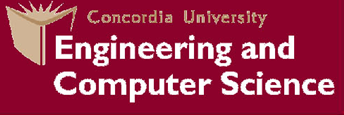 Concordia University
Engineering and
Computer Science